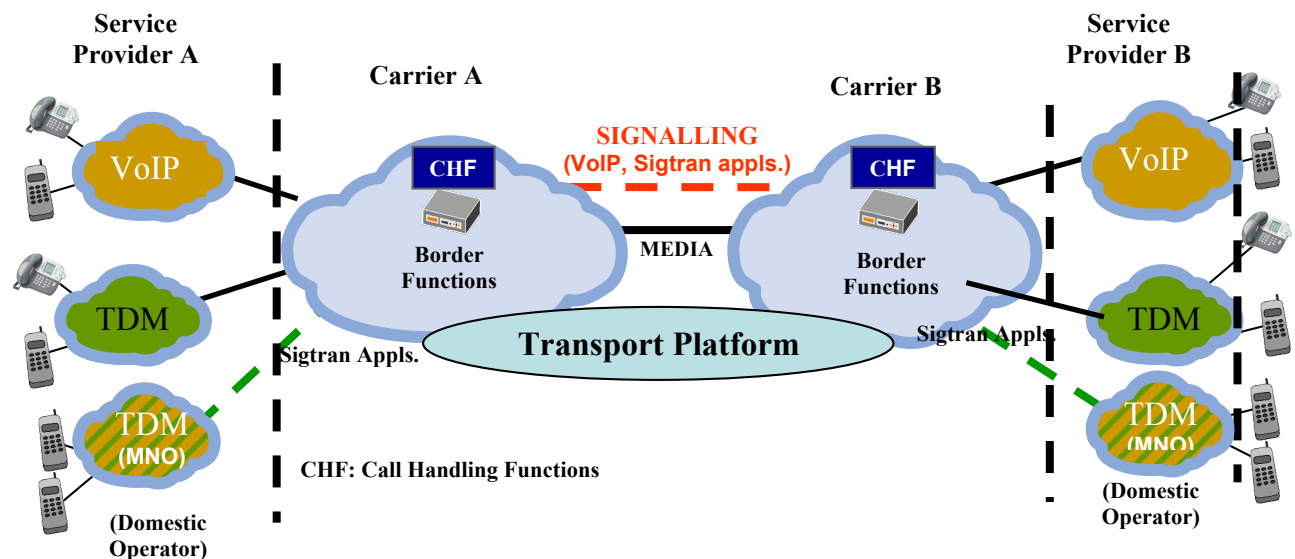 Service
Provider A
Carrier A
Carrier B
Service
Provider B
VoIP
CHF
SIGNALLING
(VoIP, Sigtran appls.)
CHF
VoIP
Border
Functions
MEDIA
Border
Functions
TDM
TDM
Sigtran Appls.
Transport Platform
Sigtran Appls.
TDM
(MNO)
TDM
(MNO)
CHF: Call Handling Functions
(Domestic
Operator)
(Domestic
Operator)